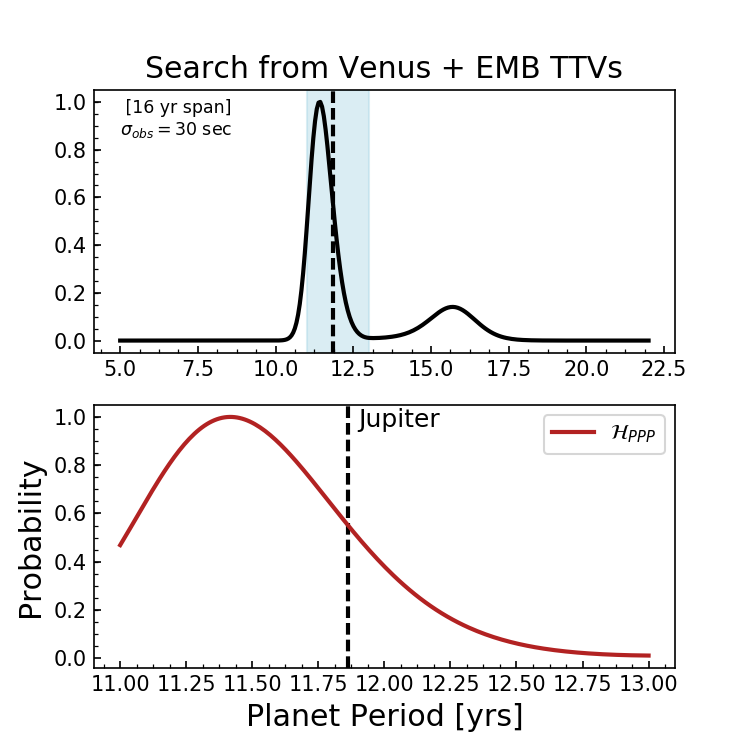 Search from Venus + EMB TTVs
[16 yr span]
σ_obs = 30 sec
1.0
0.8
0.6
0.4
0.2
0.0
5.0 7.5 10.0 12.5 15.0 17.5 20.0 22.5
Jupiter
ℋ_PPP
1.0
0.8
0.6
0.4
0.2
0.0
Probability
11.00 11.25 11.50 11.75 12.00 12.25 12.50 12.75 13.00
Planet Period [yrs]